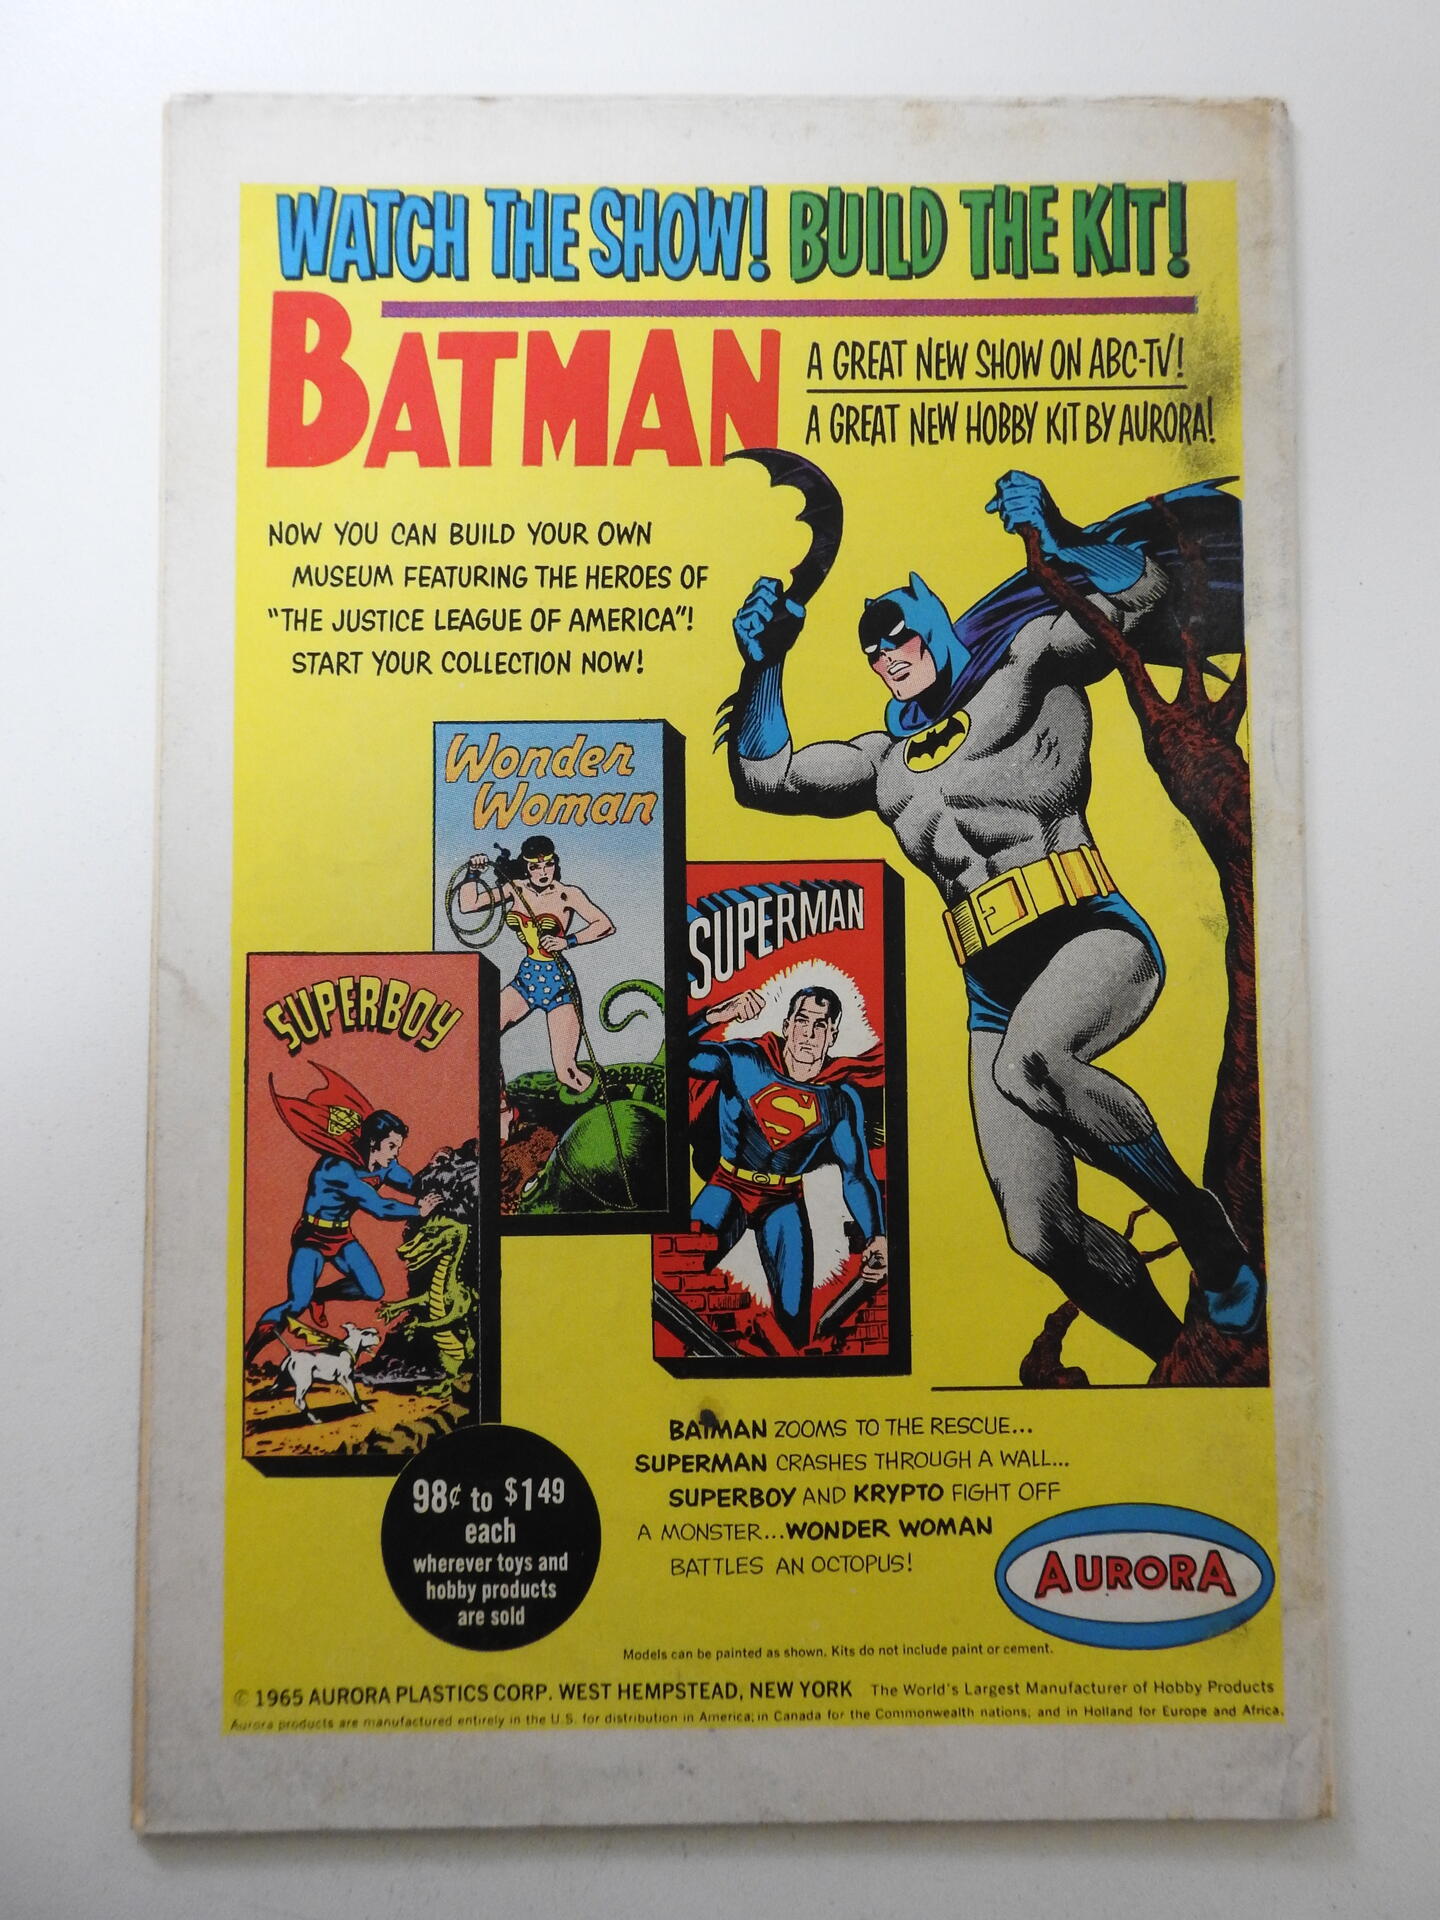 WATCH THE SHOW! BUILD THE KIT!
BATMAN
A GREAT NEW SHOW ON ABC-TV!
A GREAT NEW HOBBY KIT BY AURORA!
NOW YOU CAN BUILD YOUR OWN
MUSEUM FEATURING THE HEROES OF
"THE JUSTICE LEAGUE OF AMERICA"!
START YOUR COLLECTION NOW!
Wonder
Woman
SUPERMAN
SUPERBOY
BATMAN ZOOMS TO THE RESCUE...
SUPERMAN CRASHES THROUGH A WALL...
SUPERBOY AND KRYPTO FIGHT OFF
A MONSTER...WONDER WOMAN
BATTLES AN OCTOPUS!
98¢ to $149
each
wherever toys and
hobby products
are sold
AURORA
Models can be painted as shown. Kits do not include paint or cement.
© 1965 AURORA PLASTICS CORP. WEST HEMPSTEAD, NEW YORK The World's Largest Manufacturer of Hobby Products
Aurora products are manufactured entirely in the U.S. for distribution in America; in Canada for the Commonwealth nations; and in Holland for Europe and Africa.